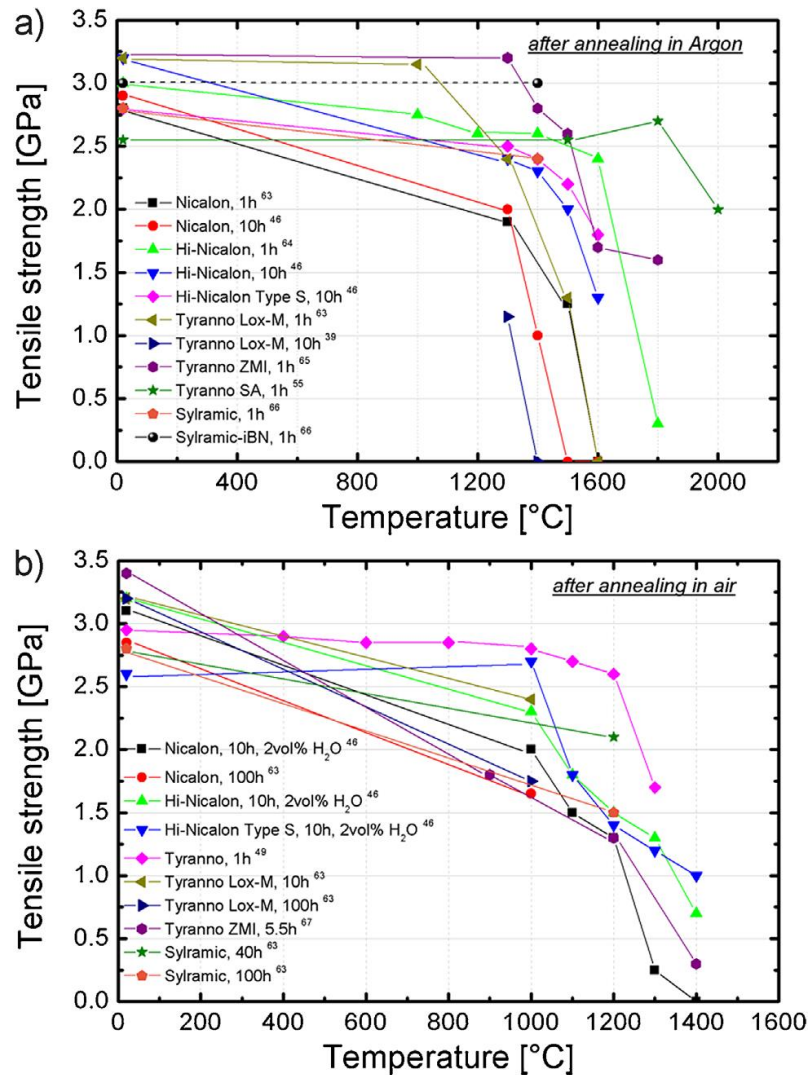 a)
after annealing in Argon
3.5
3.0
2.5
2.0
1.5
1.0
0.5
0.0
Tensile strength [GPa]
Nicalon, 1h 63
Nicalon, 10h 46
Hi-Nicalon, 1h 64
Hi-Nicalon, 10h 46
Hi-Nicalon Type S, 10h 46
Tyranno Lox-M, 1h 63
Tyranno Lox-M, 10h 39
Tyranno ZMI, 1h 65
Tyranno SA, 1h 55
Sylramic, 1h 66
Sylramic-iBN, 1h 66
0 400 800 1200 1600 2000
Temperature [°C]
b)
after annealing in air
3.5
3.0
2.5
2.0
1.5
1.0
0.5
0.0
Tensile strength [GPa]
Nicalon, 10h, 2vol% H2O 46
Nicalon, 100h 63
Hi-Nicalon, 10h, 2vol% H2O 46
Hi-Nicalon Type S, 10h, 2vol% H2O 46
Tyranno, 1h 49
Tyranno Lox-M, 10h 63
Tyranno Lox-M, 100h 63
Tyranno ZMI, 5.5h 67
Sylramic, 40h 63
Sylramic, 100h 63
0 200 400 600 800 1000 1200 1400 1600
Temperature [°C]